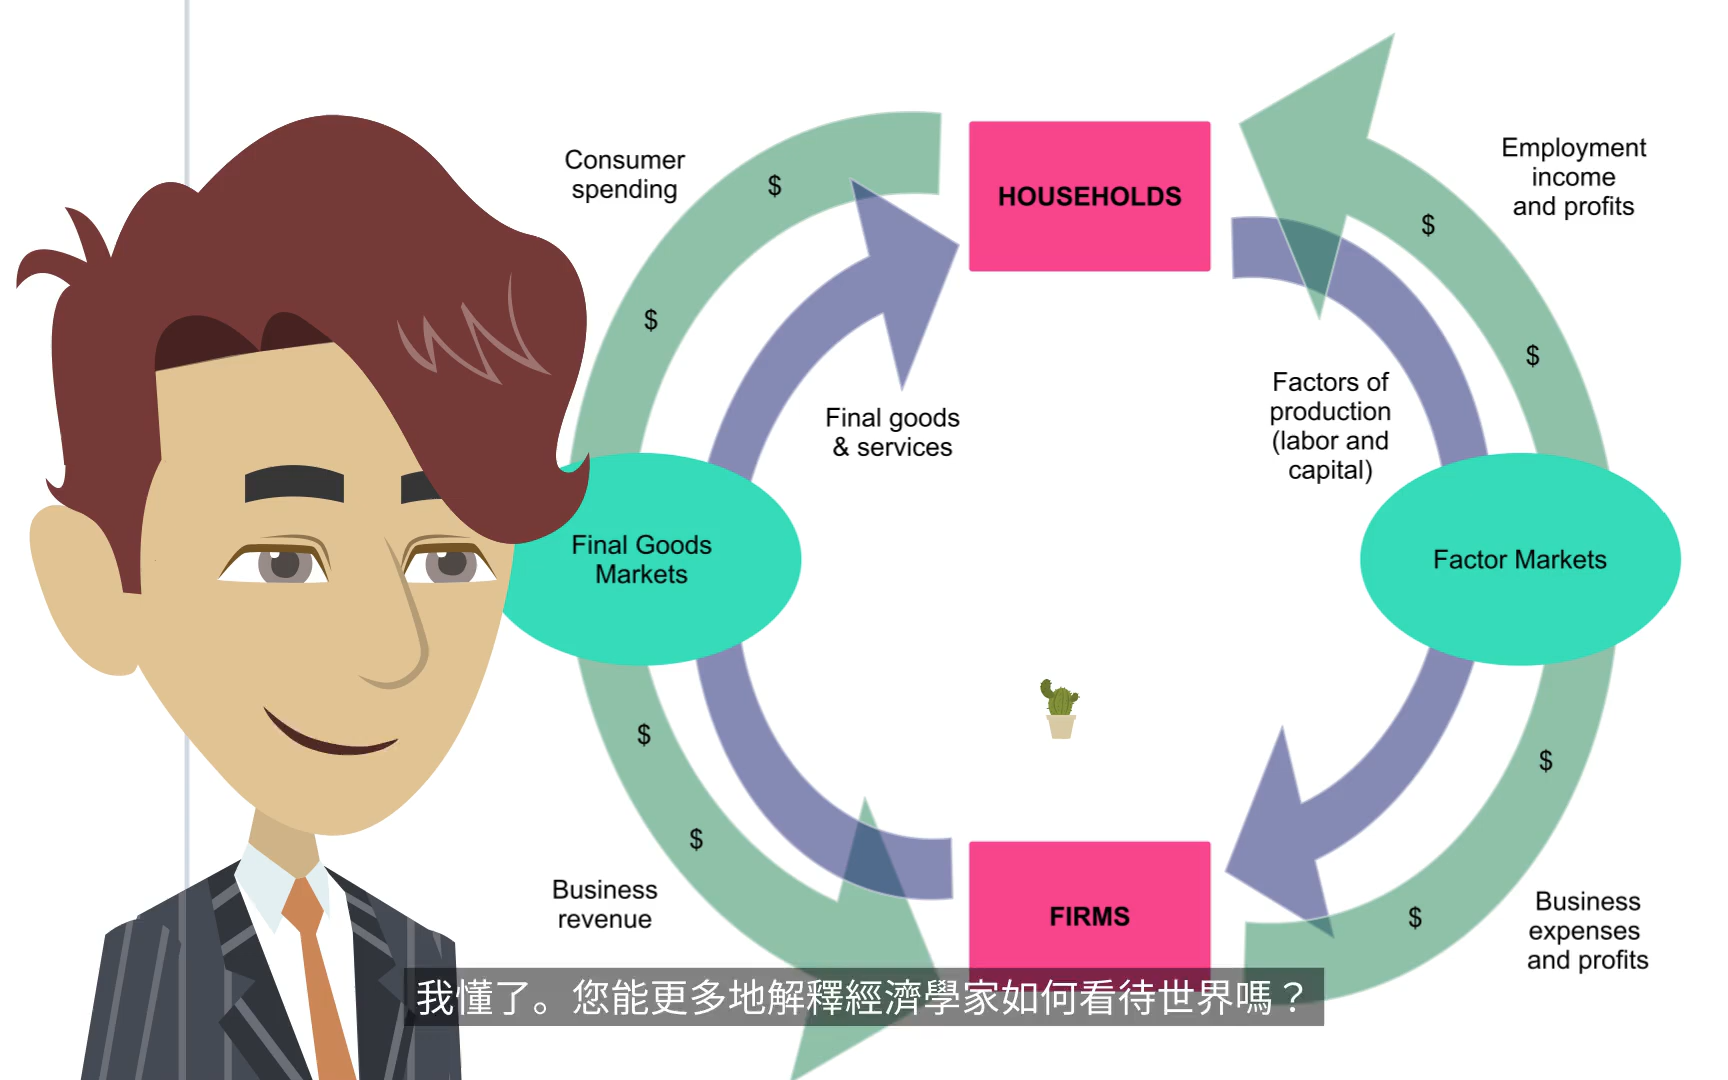 Consumer
spending
$
$
HOUSEHOLDS
Employment
income
and profits
$
$
Final goods
& services
Factors of
production
(labor and
capital)
Final Goods
Markets
Factor Markets
$
$
Business
revenue
FIRMS
$
$
Business
expenses
and profits
我懂了。您能更多地解釋經濟學家如何看待世界嗎？